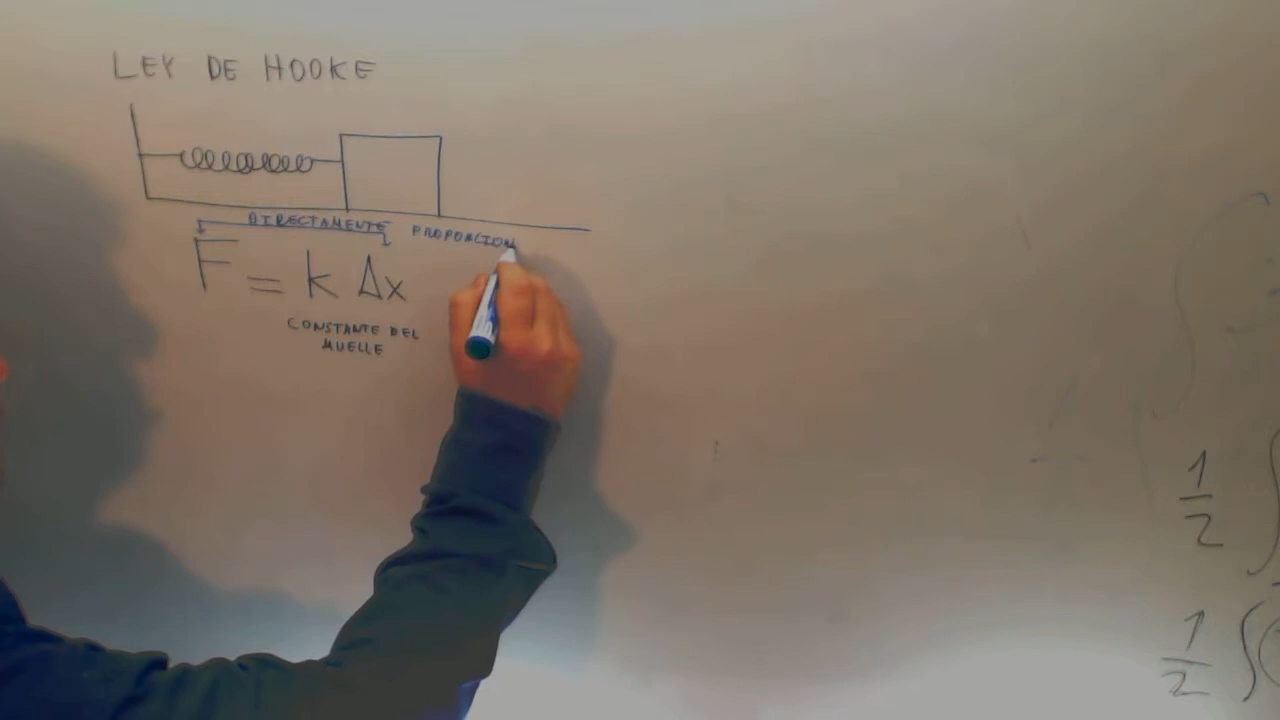 LEY DE HOOKE
DIRECTAMENTE PROPORCION
F = k Δx
CONSTANTE DEL
MUELLE
1/2 ∫
1/2 ∫